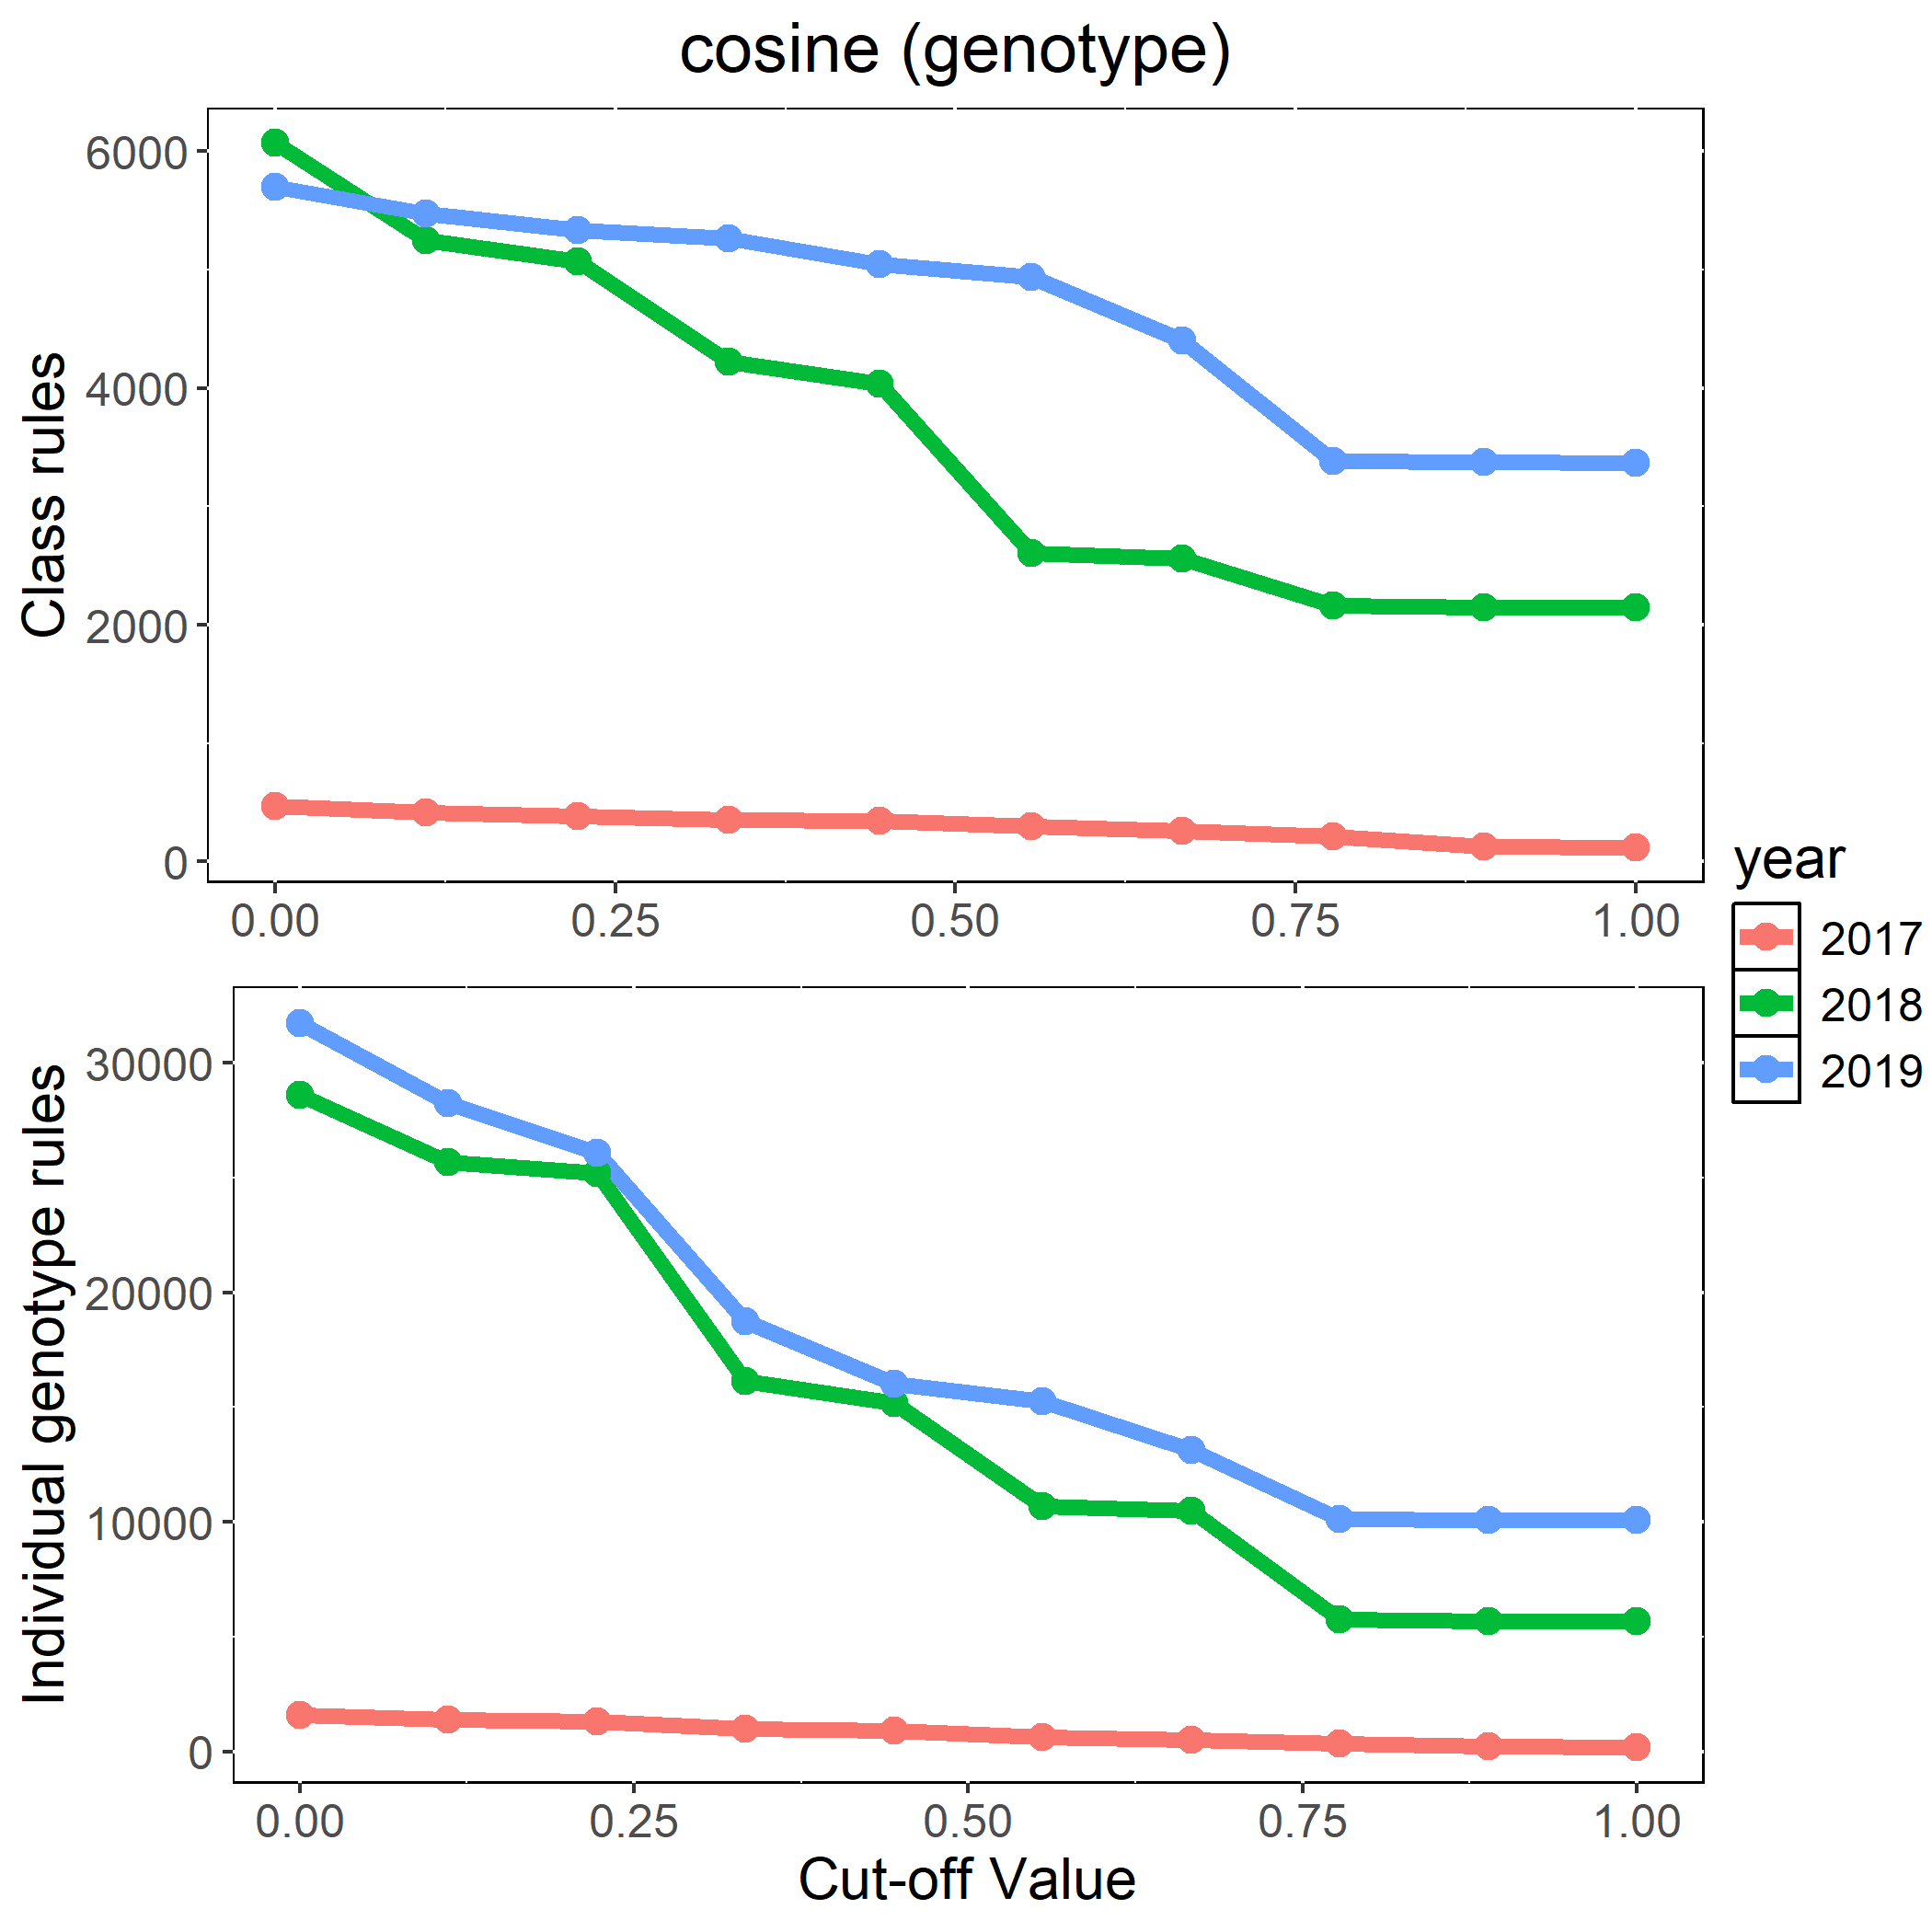 cosine (genotype)
Class rules
6000
4000
2000
0
0.00 0.25 0.50 0.75 1.00
year
2017
2018
2019
Individual genotype rules
30000
20000
10000
0
0.00 0.25 0.50 0.75 1.00
Cut-off Value